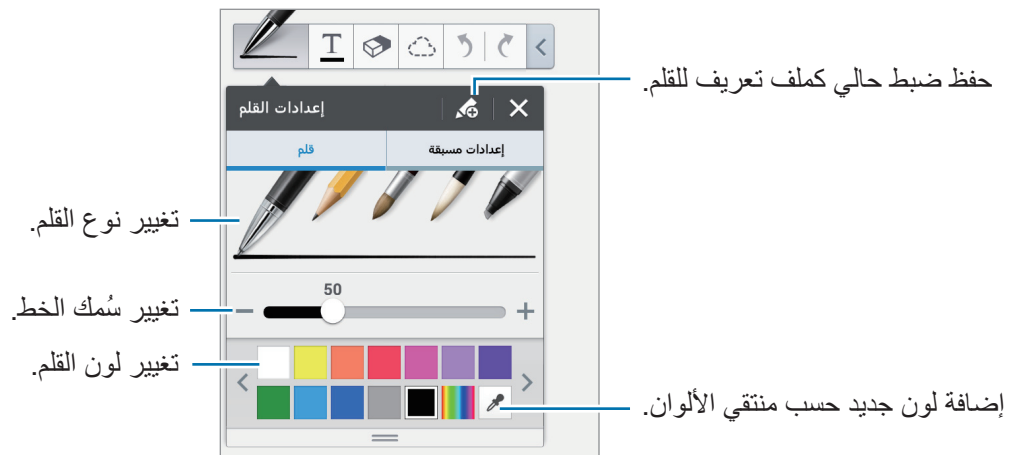 T
حفظ ضبط حالي كملف تعريف للقلم.
إعدادات القلم
إعدادات مسبقة
قلم
تغيير نوع القلم.
50
تغيير سُمك الخط.
تغيير لون القلم.
إضافة لون جديد حسب منتقي الألوان.